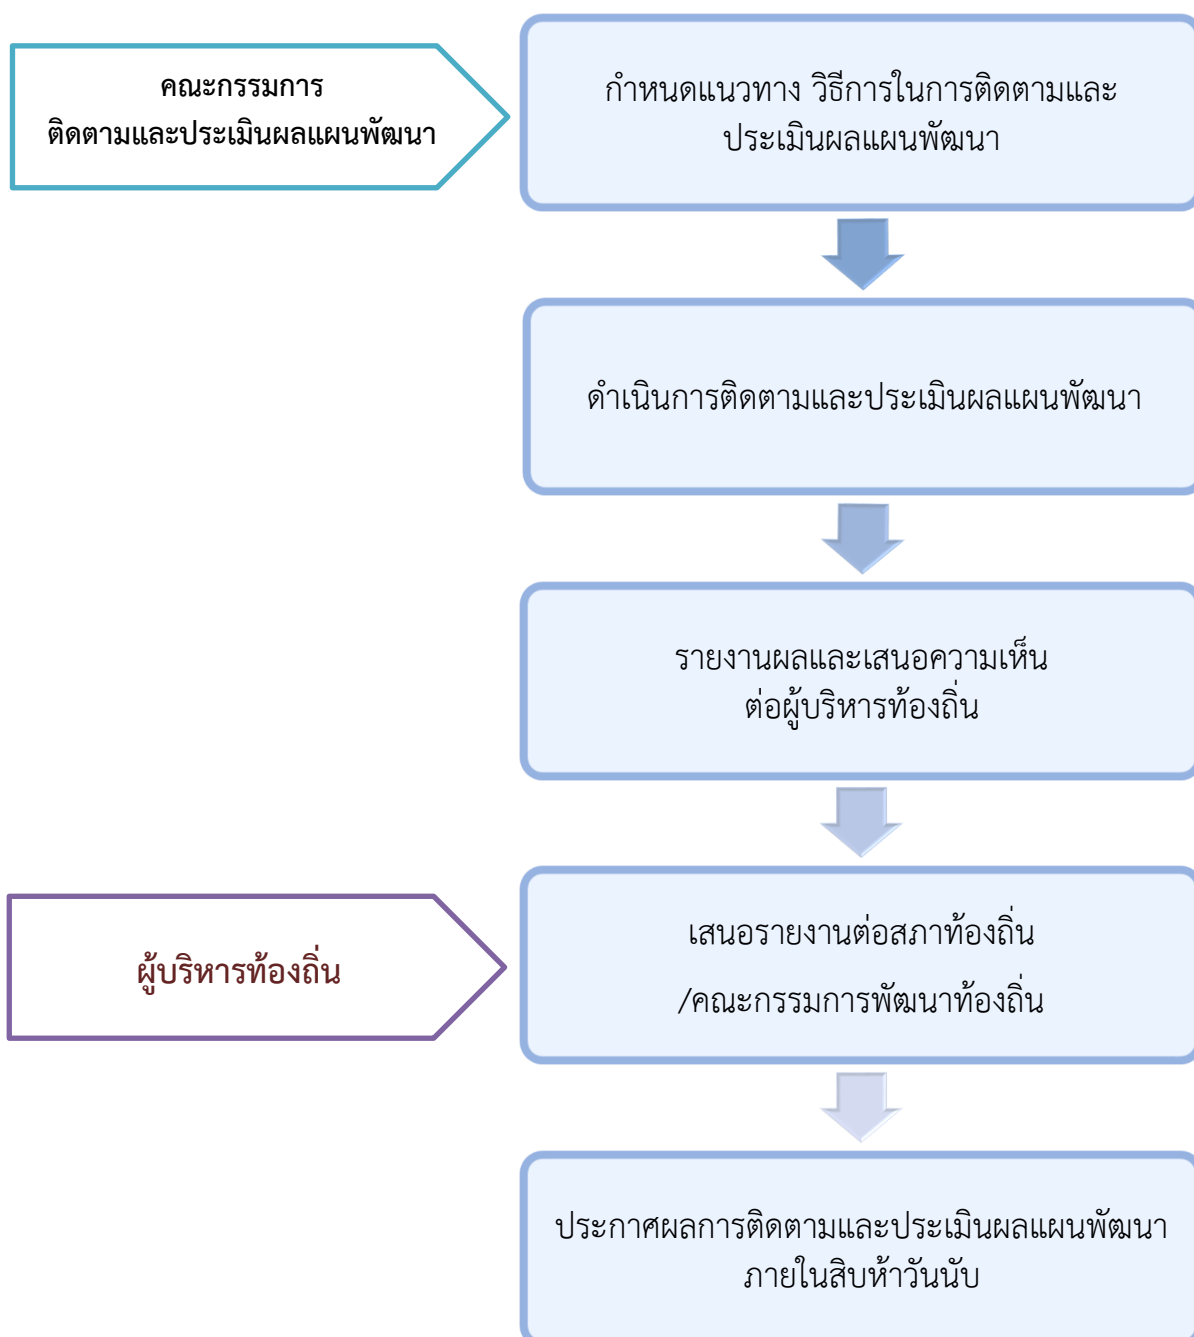 คณะกรรมการ
ติดตามและประเมินผลแผนพัฒนา
กำหนดแนวทาง วิธีการในการติดตามและ
ประเมินผลแผนพัฒนา
ดำเนินการติดตามและประเมินผลแผนพัฒนา
รายงานผลและเสนอความเห็น
ต่อผู้บริหารท้องถิ่น
ผู้บริหารท้องถิ่น
เสนอรายงานต่อสภาท้องถิ่น
/คณะกรรมการพัฒนาท้องถิ่น
ประกาศผลการติดตามและประเมินผลแผนพัฒนา
ภายในสิบห้าวันนับ